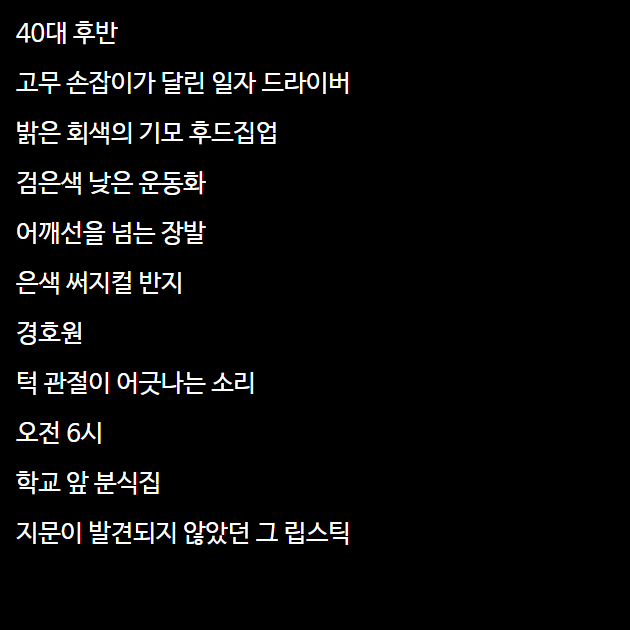 40대 후반
고무 손잡이가 달린 일자 드라이버
밝은 회색의 기모 후드집업
검은색 낮은 운동화
어깨선을 넘는 장발
은색 써지컬 반지
경호원
턱 관절이 어긋나는 소리
오전 6시
학교 앞 분식집
지문이 발견되지 않았던 그 립스틱